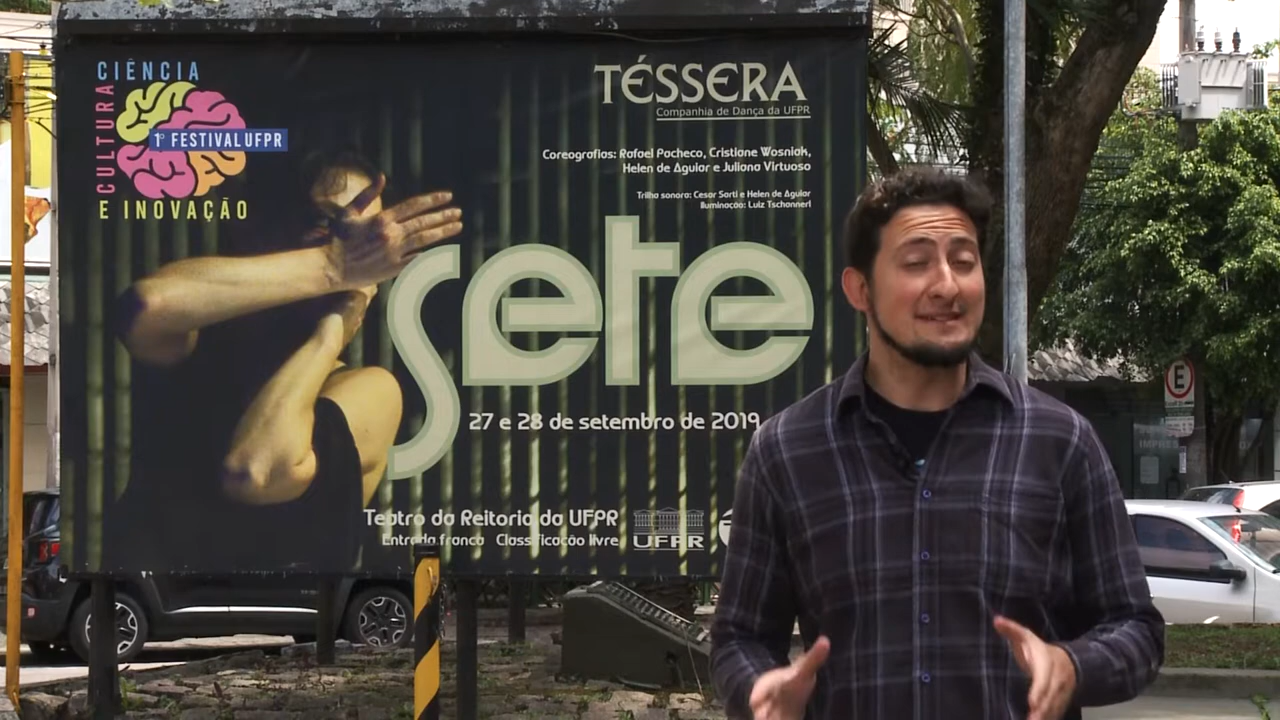 CIÊNCIA
CULTURA
1º FESTIVAL UFPR
E INOVAÇÃO
TÉSSERA
Companhia de Dança da UFPR
Coreografias: Rafael Pacheco, Cristiane Wosniak,
Helen de Aguiar e Juliana Virtuoso
Trilha sonora: Cesar Sarti e Helen de Aguiar
Iluminação: Luiz Tschannerl
sete
27 e 28 de setembro de 2019
Teatro da Reitoria da UFPR
Entrada franca Classificação livre
UFPR
E